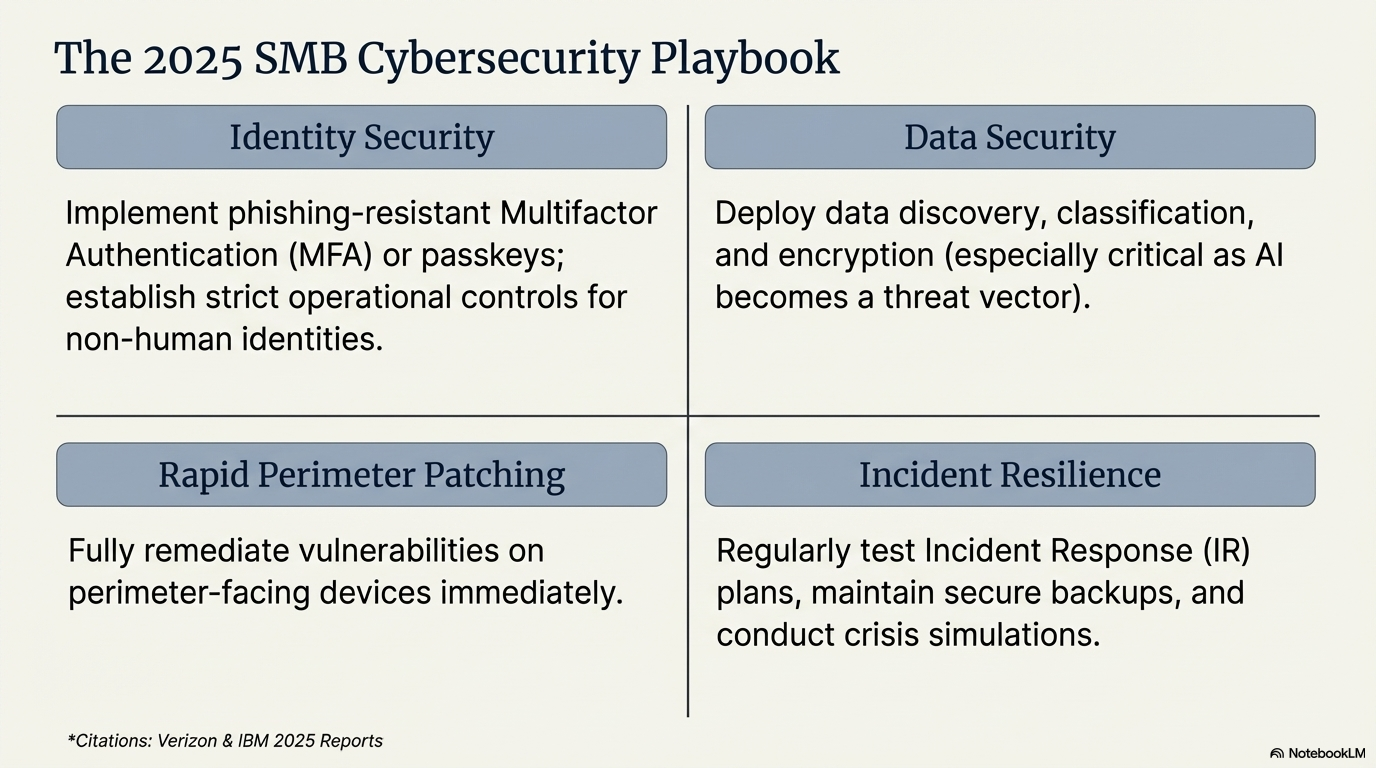 The 2025 SMB Cybersecurity Playbook
Identity Security
Implement phishing-resistant Multifactor
Authentication (MFA) or passkeys;
establish strict operational controls for
non-human identities.
Data Security
Deploy data discovery, classification,
and encryption (especially critical as AI
becomes a threat vector).
Rapid Perimeter Patching
Fully remediate vulnerabilities on
perimeter-facing devices immediately.
Incident Resilience
Regularly test Incident Response (IR)
plans, maintain secure backups, and
conduct crisis simulations.
*Citations: Verizon & IBM 2025 Reports
NotebookLM